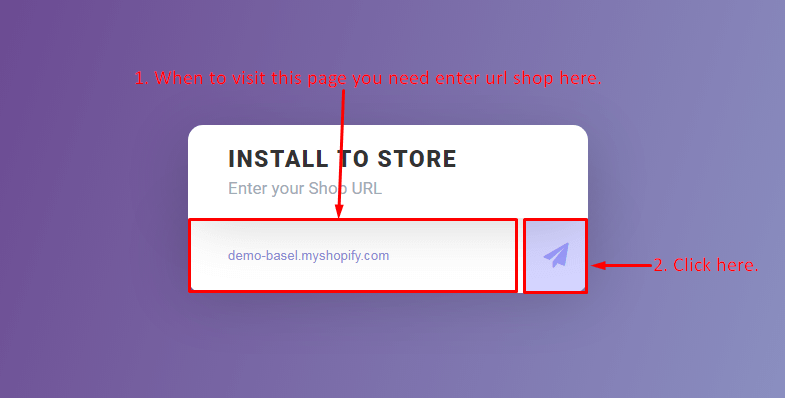 1. When to visit this page you need enter url shop here.
INSTALL TO STORE
Enter your Shop URL
demo-basel.myshopify.com
2. Click here.